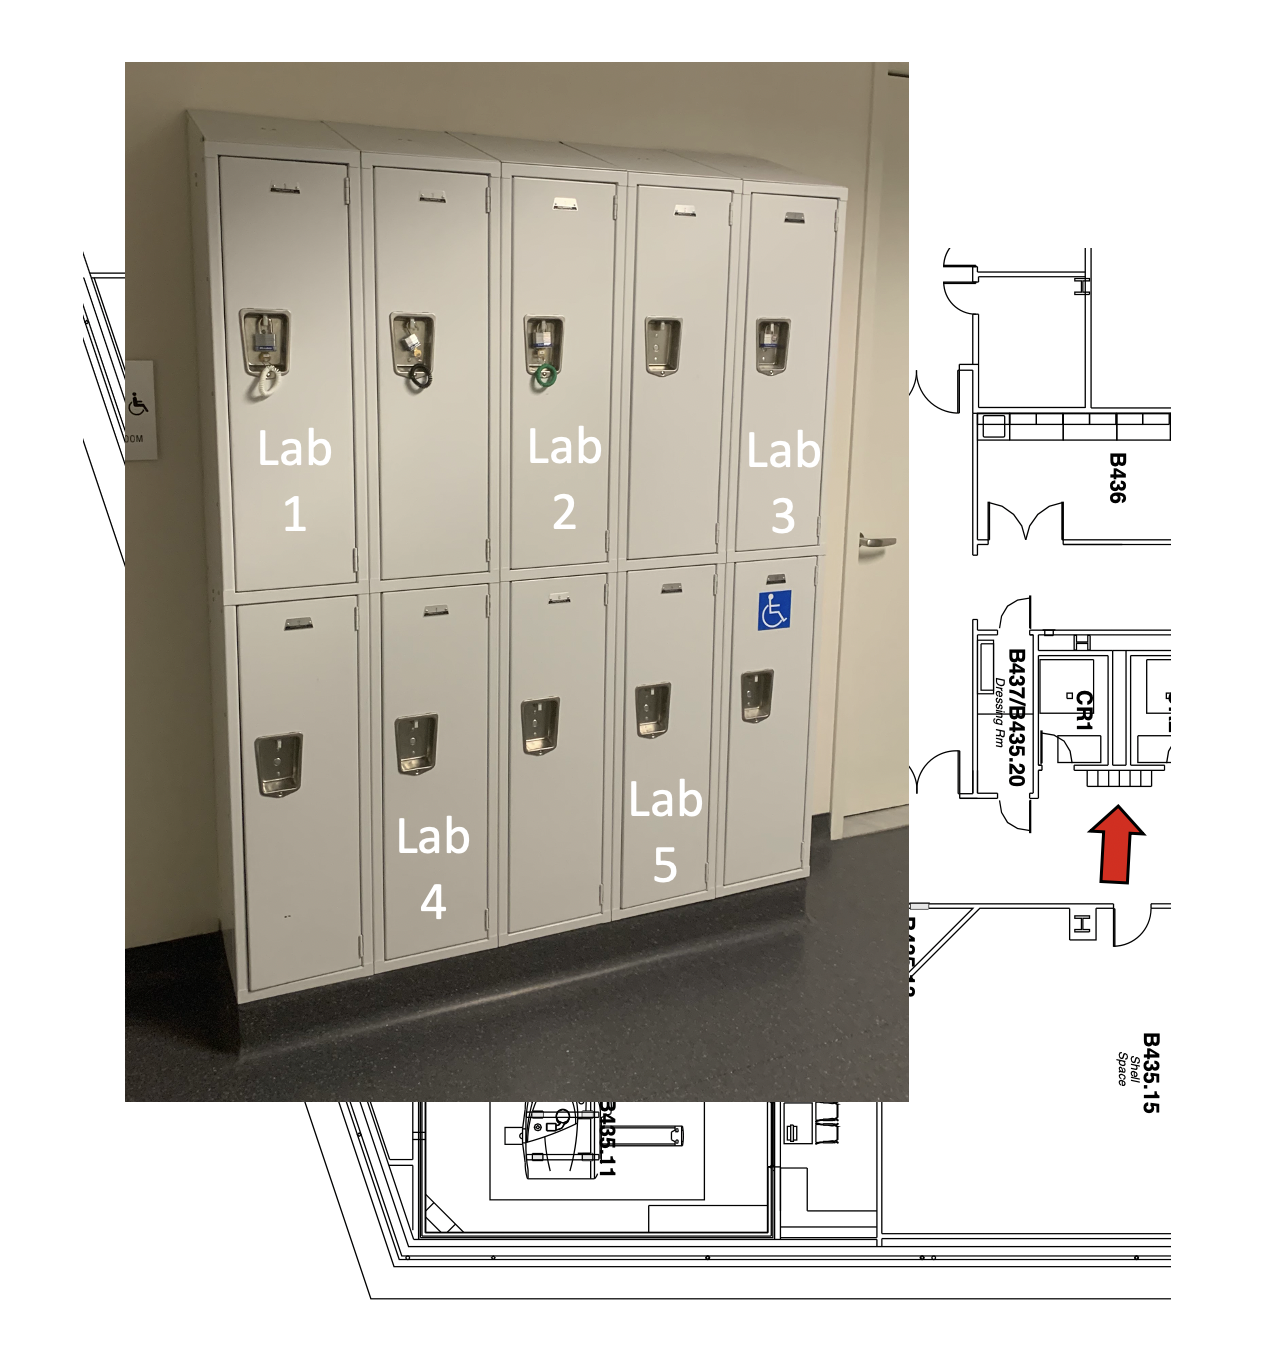 Lab
1
Lab
2
Lab
3
Lab
4
Lab
5
B436
B437/B435.20
Dressing Rm
CR1
B435.15
Shell
Space
B435.11